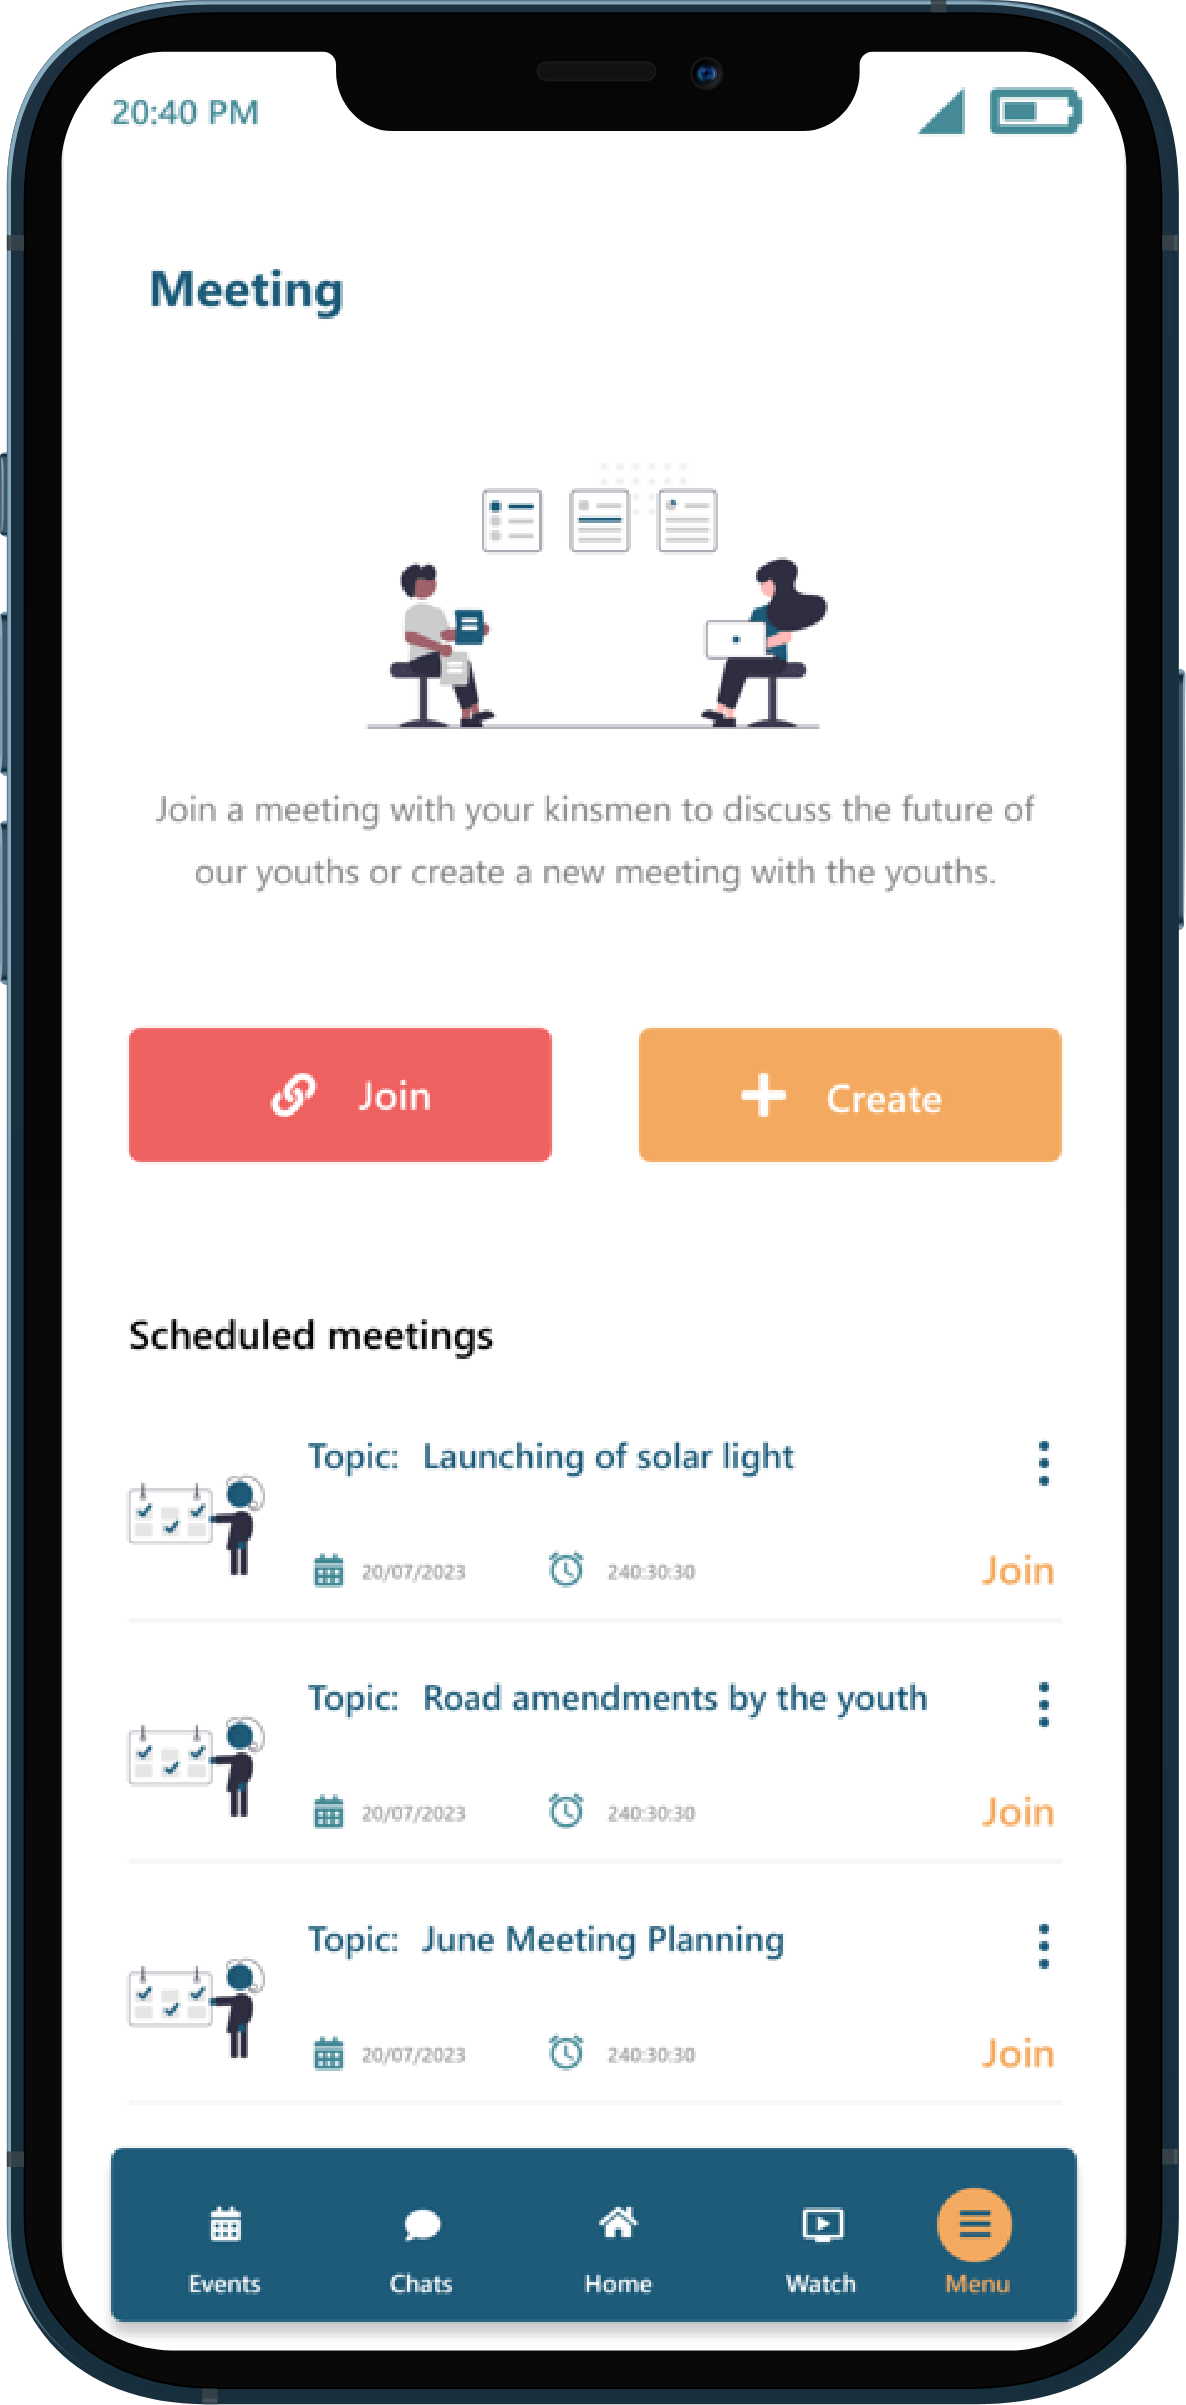 20:40 PM
Meeting
Join a meeting with your kinsmen to discuss the future of
our youths or create a new meeting with the youths.
Join
Create
Scheduled meetings
Topic: Launching of solar light
20/07/2023 240:30:30 Join
Topic: Road amendments by the youth
20/07/2023 240:30:30 Join
Topic: June Meeting Planning
20/07/2023 240:30:30 Join
Events Chats Home Watch Menu